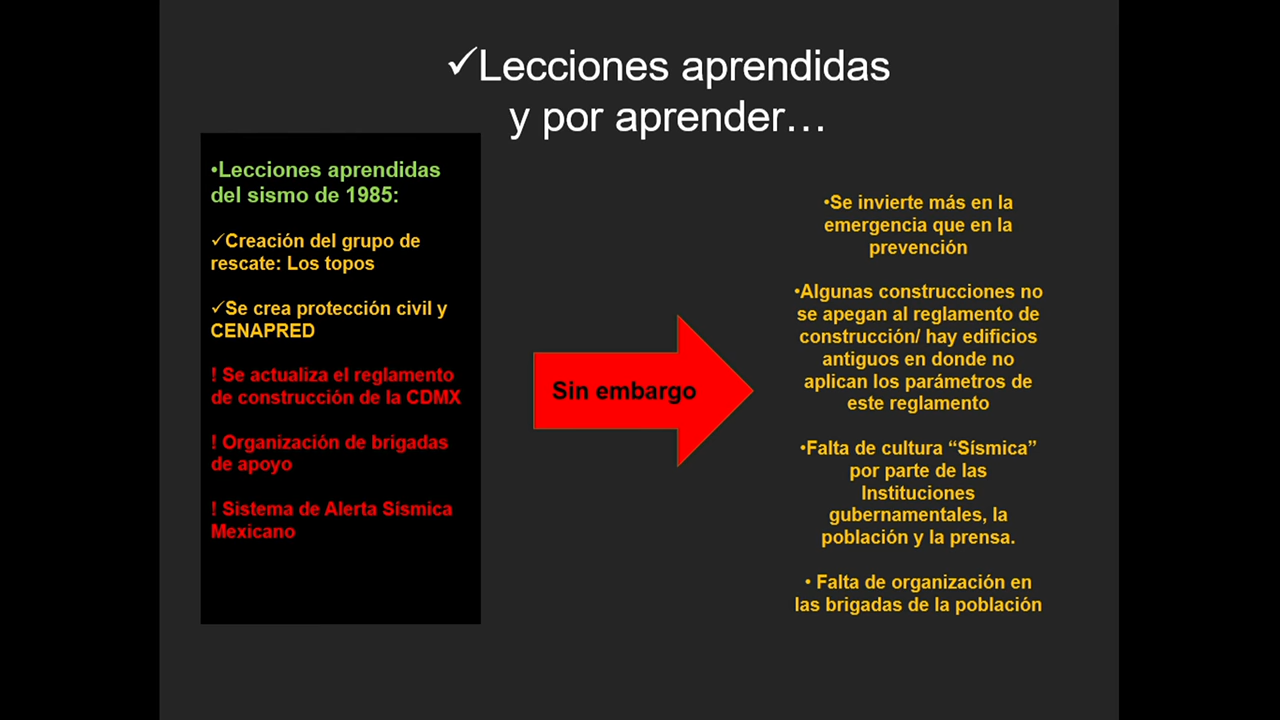 ✓Lecciones aprendidas
y por aprender…
•Lecciones aprendidas
del sismo de 1985:
✓Creación del grupo de
rescate: Los topos
✓Se crea protección civil y
CENAPRED
! Se actualiza el reglamento
de construcción de la CDMX
! Organización de brigadas
de apoyo
! Sistema de Alerta Sísmica
Mexicano
Sin embargo
•Se invierte más en la
emergencia que en la
prevención
•Algunas construcciones no
se apegan al reglamento de
construcción/ hay edificios
antiguos en donde no
aplican los parámetros de
este reglamento
•Falta de cultura “Sísmica”
por parte de las
Instituciones
gubernamentales, la
población y la prensa.
• Falta de organización en
las brigadas de la población